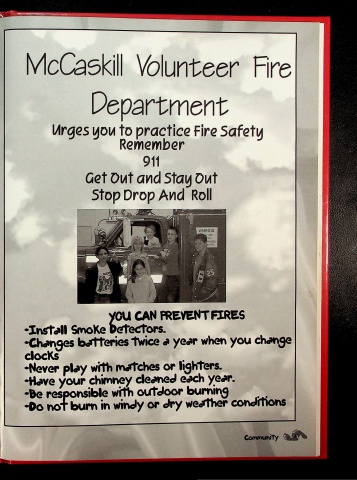 McCaskill Volunteer Fire
Department
Urges you to practice Fire Safety
Remember
911
Get Out and Stay Out
Stop Drop And Roll
25
YOU CAN PREVENT FIRES
-Install Smoke Detectors.
-Changes batteries twice a year when you change
clocks
-Never play with matches or lighters.
-Have your chimney cleaned each year.
-Be responsible with outdoor burning
-Do not burn in windy or dry weather conditions
Community